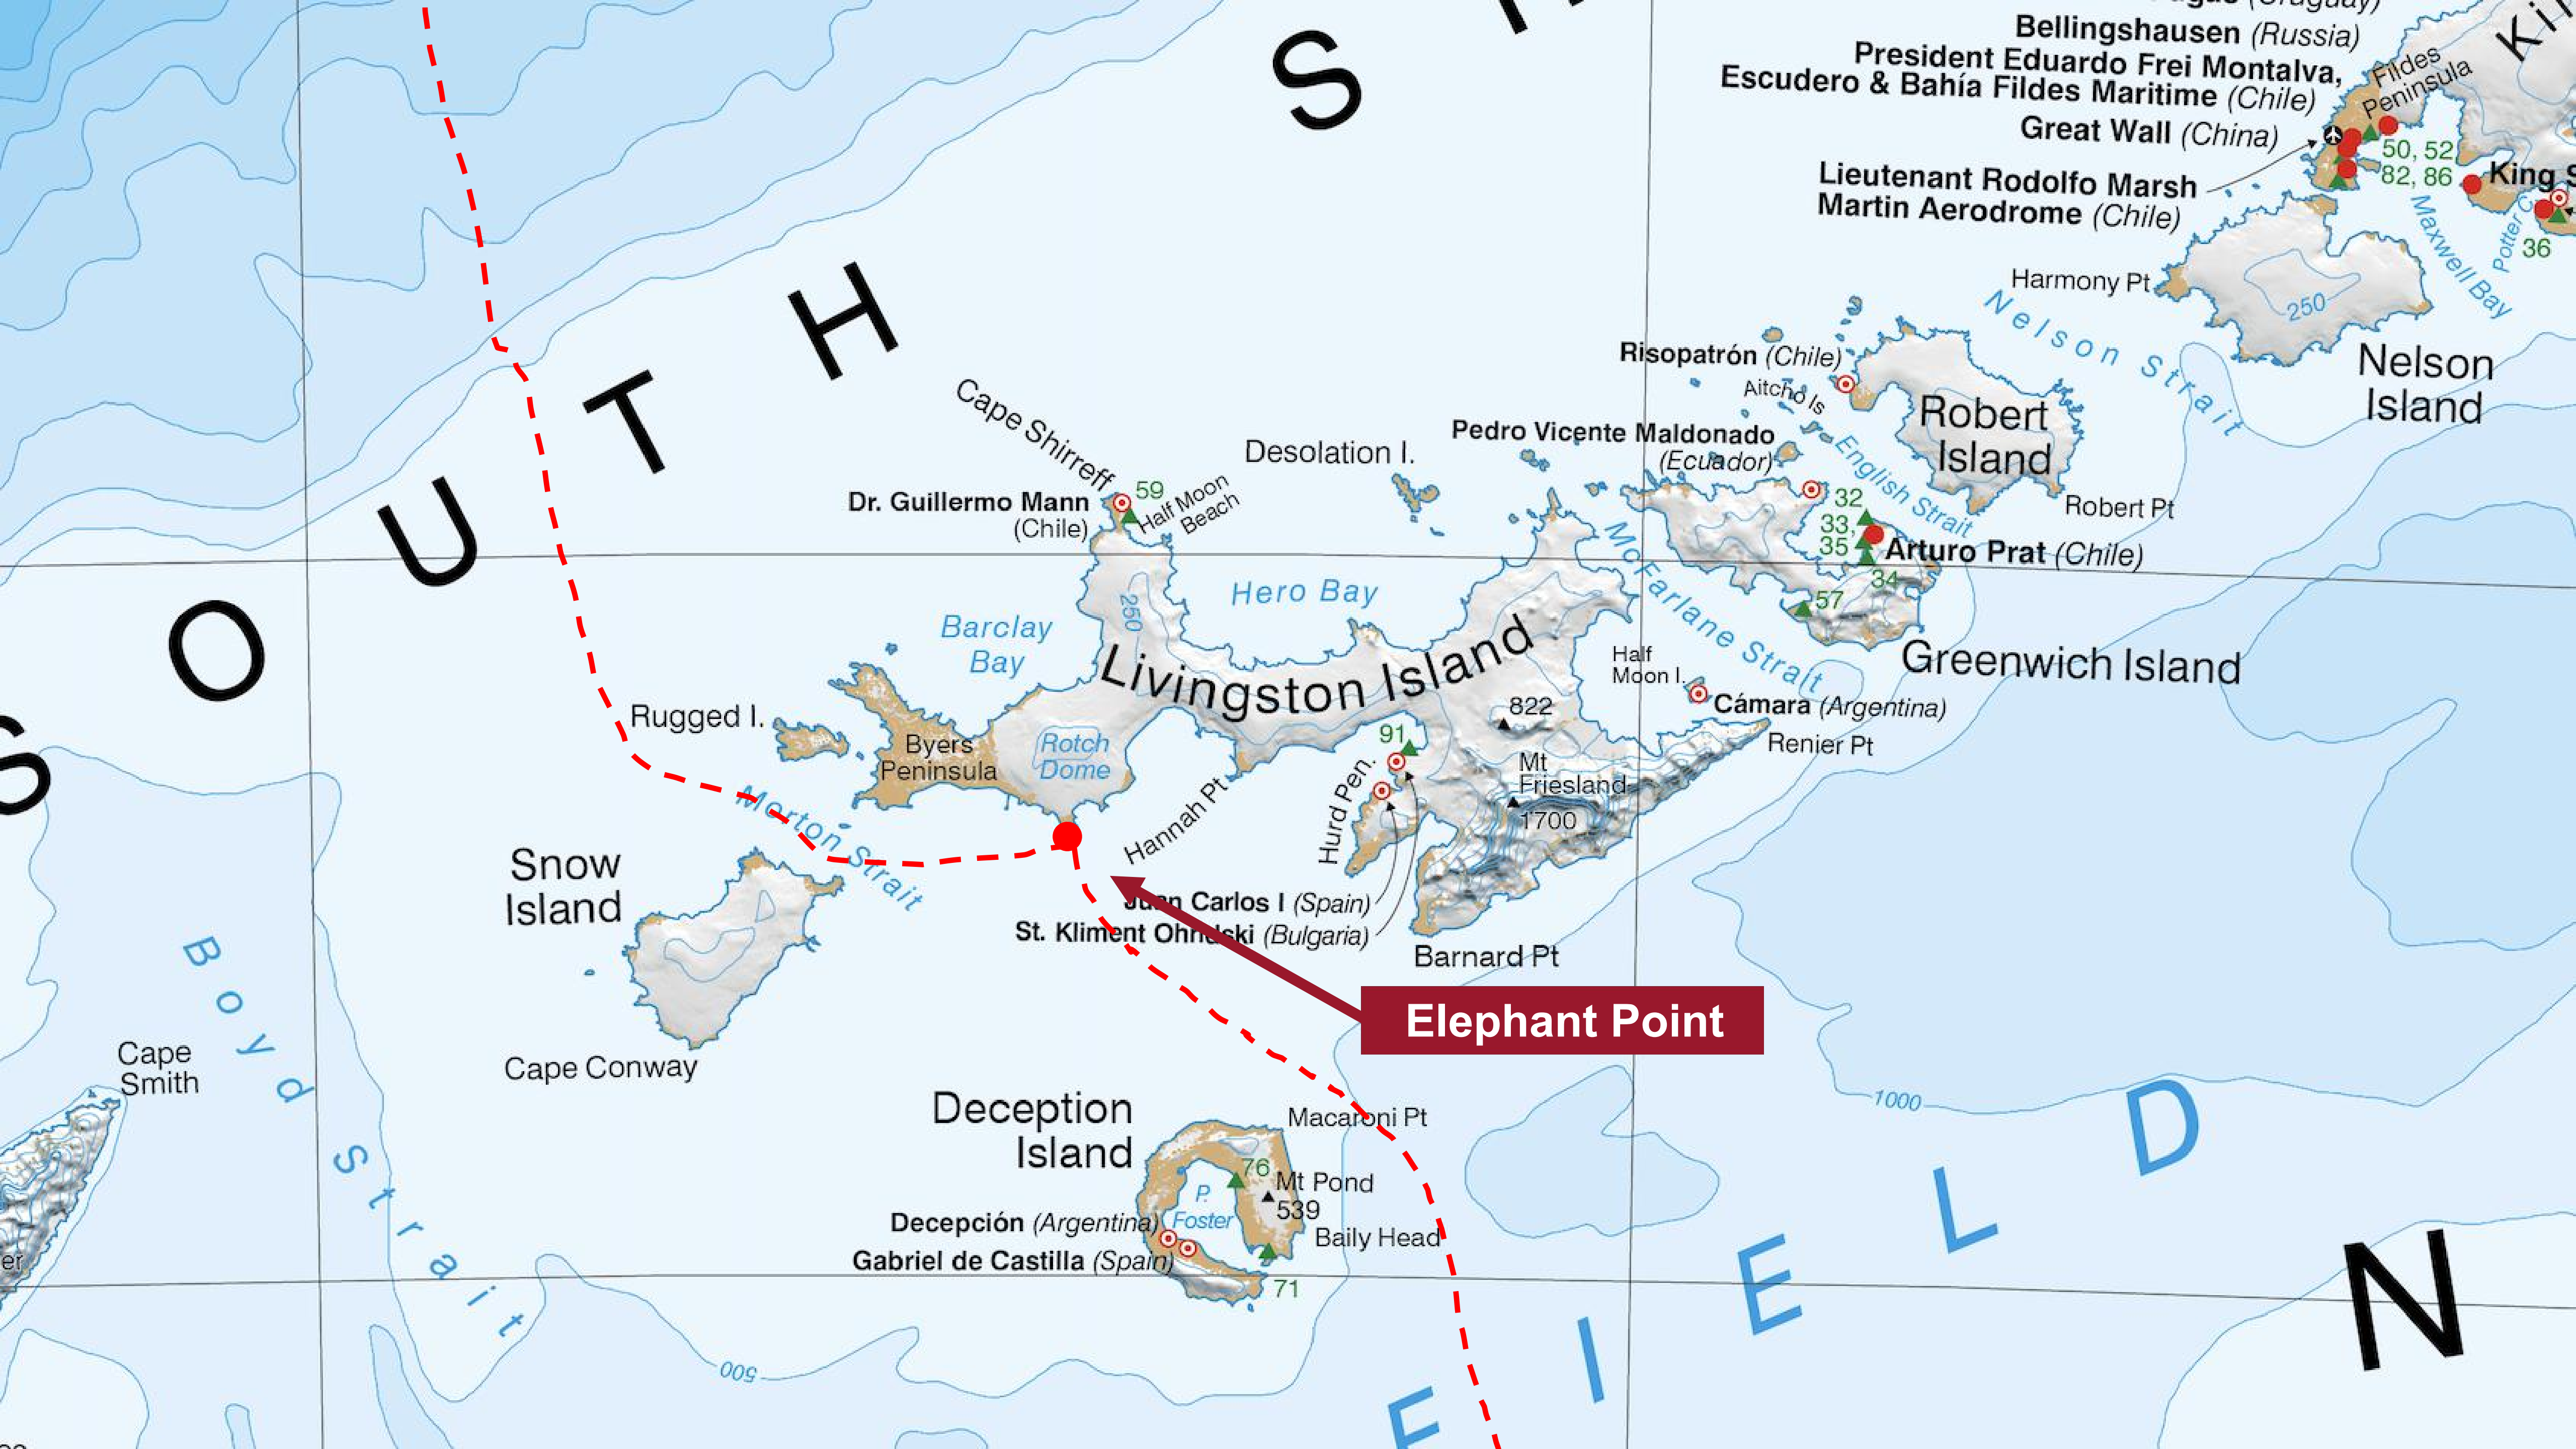 (Uruguay)
Bellingshausen (Russia)
President Eduardo Frei Montalva,
Escudero & Bahía Fildes Maritime (Chile)
Great Wall (China)
Lieutenant Rodolfo Marsh
Martin Aerodrome (Chile)
Fildes
Peninsula
50, 52
82, 86
King
36
Maxwell Bay
Potter
Harmony Pt
250
Nelson Strait
Nelson
Island
S
H
T
U
O
S
Risopatrón (Chile)
Aitcho Is
Robert
Island
Robert Pt
English Strait
Pedro Vicente Maldonado
(Ecuador)
32
33,
35
34
57
Arturo Prat (Chile)
Greenwich Island
McFarlane Strait
Desolation I.
Cape Shirreff
59
Half Moon
Beach
Dr. Guillermo Mann
(Chile)
250
Hero Bay
Barclay
Bay
Livingston Island
Half
Moon I.
Cámara (Argentina)
Renier Pt
822
Mt
Friesland
1700
91
Hurd Pen.
Hannah Pt
Rugged I.
Byers
Peninsula
Rotch
Dome
Morton Strait
Snow
Island
Juan Carlos I (Spain)
St. Kliment Ohridski (Bulgaria)
Barnard Pt
Elephant Point
Cape Conway
Boyd Strait
Cape
Smith
er
Deception
Island
Macaroni Pt
76
Mt Pond
539
P.
Foster
Baily Head
Decepción (Argentina)
Gabriel de Castilla (Spain)
71
500
1000
F I E L D
N